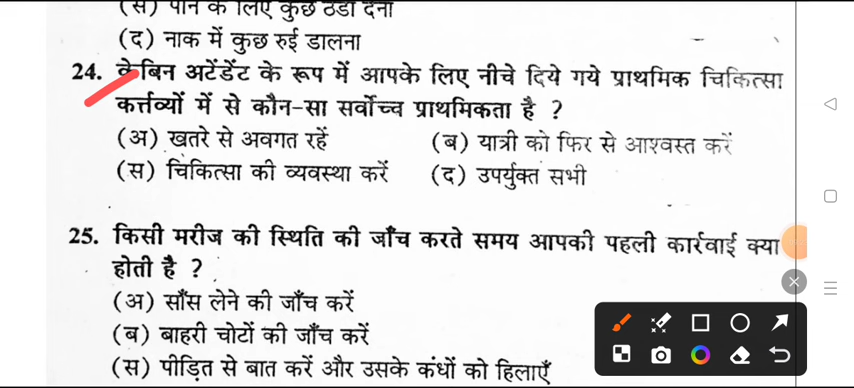 (स) पीने के लिए कुछ ठंडा देना
(द) नाक में कुछ रुई डालना
24. केबिन अटेंडेंट के रूप में आपके लिए नीचे दिये गये प्राथमिक चिकित्सा
कर्त्तव्यों में से कौन-सा सर्वोच्च प्राथमिकता है ?
(अ) खतरे से अवगत रहें (ब) यात्री को फिर से आश्वस्त करें
(स) चिकित्सा की व्यवस्था करें (द) उपर्युक्त सभी
25. किसी मरीज की स्थिति की जाँच करते समय आपकी पहली कार्रवाई क्या
होती है ?
(अ) साँस लेने की जाँच करें
(ब) बाहरी चोटों की जाँच करें
(स) पीड़ित से बात करें और उसके कंधों को हिलाएँ